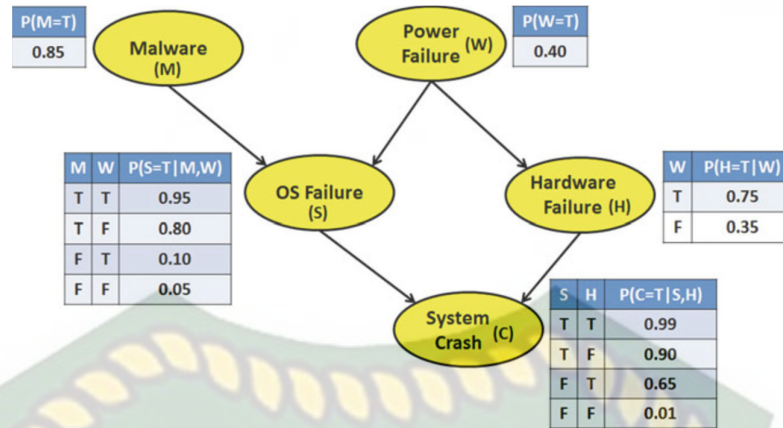 P(M=T)
0.85
Malware
(M)
Power
Failure (W)
P(W=T)
0.40
M W P(S=T|M,W)
T T 0.95
T F 0.80
F T 0.10
F F 0.05
OS Failure
(S)
Hardware
Failure (H)
W P(H=T|W)
T 0.75
F 0.35
System
Crash (C)
S H P(C=T|S,H)
T T 0.99
T F 0.90
F T 0.65
F F 0.01